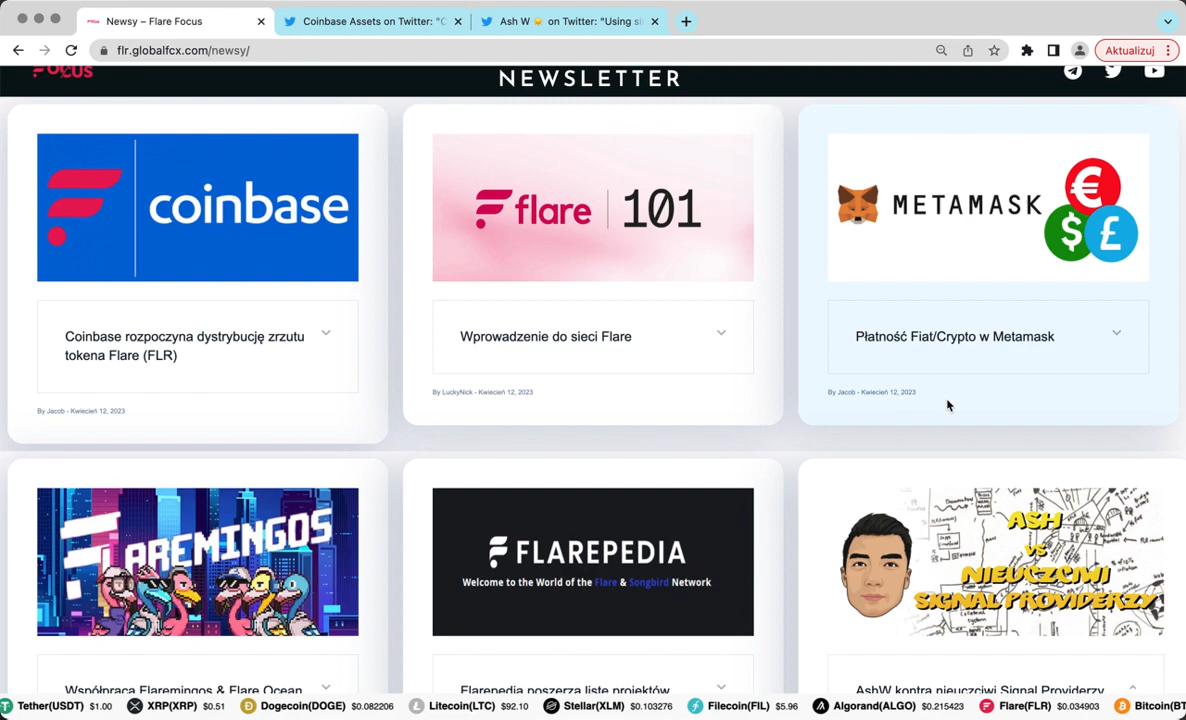 Newsy – Flare Focus
Coinbase Assets on Twitter: "C
Ash W on Twitter: "Using si
flr.globalfcx.com/newsy/
Aktualizuj
FOCUS
NEWSLETTER
coinbase
flare 101
METAMASK
€
$ £
Coinbase rozpoczyna dystrybucję zrzutu
tokena Flare (FLR)
By Jacob - Kwiecień 12, 2023
Wprowadzenie do sieci Flare
By LuckyNick - Kwiecień 12, 2023
Płatność Fiat/Crypto w Metamask
By Jacob - Kwiecień 12, 2023
FLAREMINGOS
FLAREPEDIA
Welcome to the World of the Flare & Songbird Network
ASH
VS
NIEUCZCIWI
SIGNAL PROVIDERZY
Współpraca Flaremingos & Flare Ocean
Flarepedia poszerza listę projektów
AshW kontra nieuczciwi Signal Providerzy
Tether(USDT) $1.00 XRP(XRP) $0.51 Dogecoin(DOGE) $0.082206 Litecoin(LTC) $92.10 Stellar(XLM) $0.103276 Filecoin(FIL) $5.96 Algorand(ALGO) $0.215423 Flare(FLR) $0.034903 Bitcoin(BT